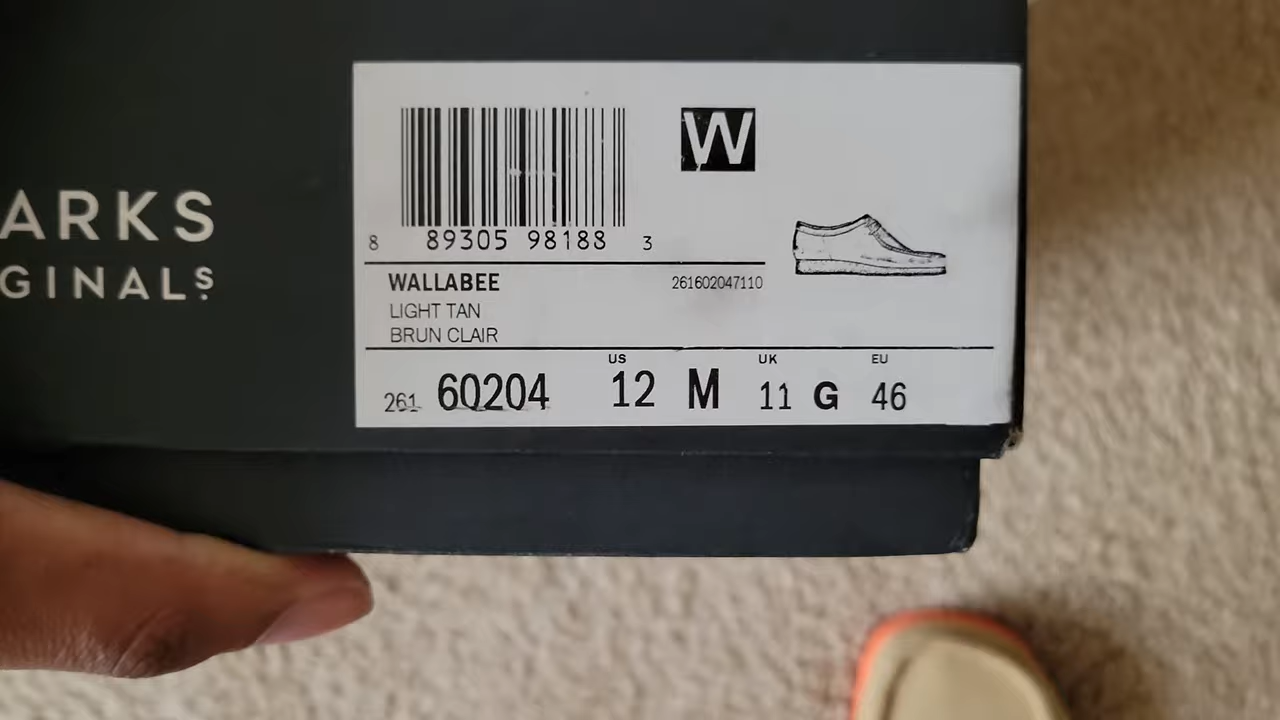 ARKS
GINALS.
W
8 89305 98188 3
WALLABEE 261602047110
LIGHT TAN
BRUN CLAIR
US UK EU
261 60204 12 M 11 G 46